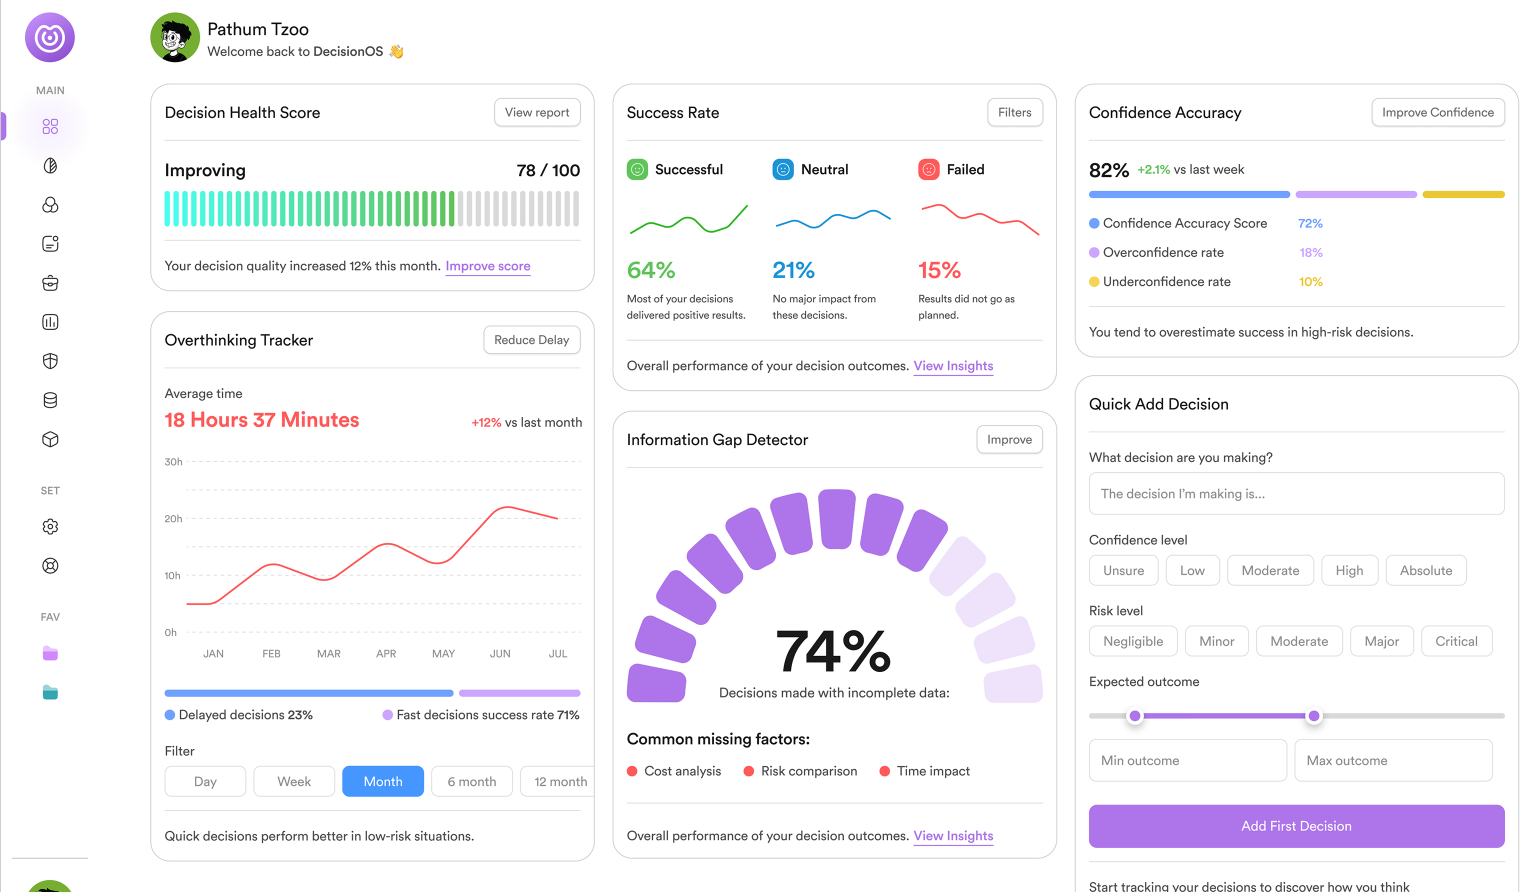 Pathum Tzoo
Welcome back to DecisionOS 👋
MAIN
SET
FAV
Decision Health Score
View report
Improving
78 / 100
Your decision quality increased 12% this month. Improve score
Overthinking Tracker
Reduce Delay
Average time
18 Hours 37 Minutes
+12% vs last month
30h
20h
10h
0h
JAN FEB MAR APR MAY JUN JUL
Delayed decisions 23%
Fast decisions success rate 71%
Filter
Day
Week
Month
6 month
12 month
Quick decisions perform better in low-risk situations.
Success Rate
Filters
Successful
Neutral
Failed
64%
21%
15%
Most of your decisions
delivered positive results.
No major impact from
these decisions.
Results did not go as
planned.
Overall performance of your decision outcomes. View Insights
Information Gap Detector
Improve
74%
Decisions made with incomplete data:
Common missing factors:
Cost analysis
Risk comparison
Time impact
Overall performance of your decision outcomes. View Insights
Confidence Accuracy
Improve Confidence
82% +2.1% vs last week
Confidence Accuracy Score 72%
Overconfidence rate 18%
Underconfidence rate 10%
You tend to overestimate success in high-risk decisions.
Quick Add Decision
What decision are you making?
The decision I'm making is...
Confidence level
Unsure
Low
Moderate
High
Absolute
Risk level
Negligible
Minor
Moderate
Major
Critical
Expected outcome
Min outcome
Max outcome
Add First Decision
Start tracking your decisions to discover how you think